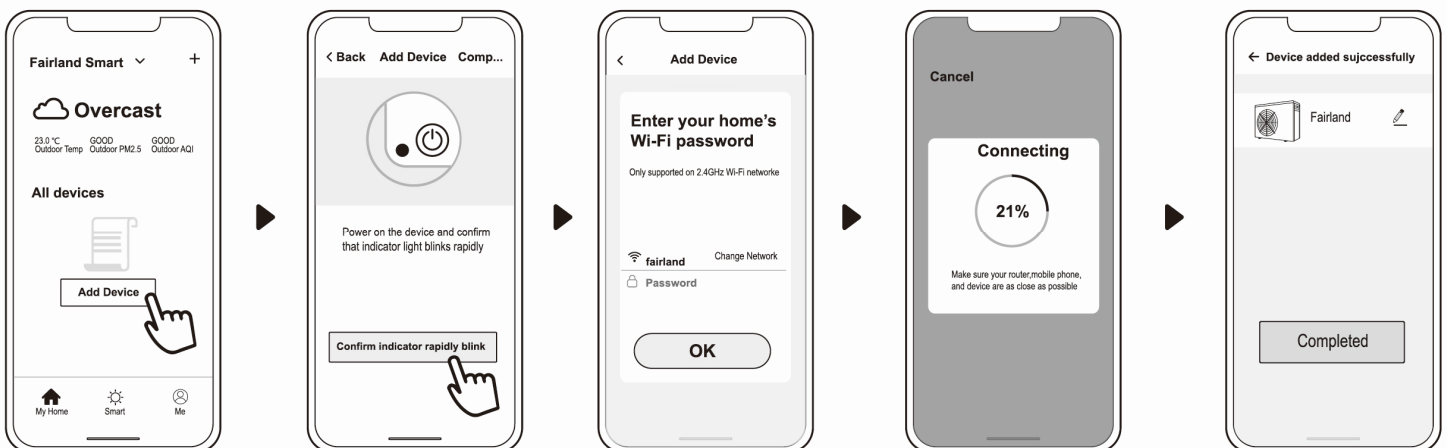 Fairland Smart
+
Overcast
23.0 °C GOOD GOOD
Outdoor Temp Outdoor PM2.5 Outdoor AQI
All devices
Add Device
My Home Smart Me
< Back Add Device Comp...
Power on the device and confirm
that indicator light blinks rapidly
Confirm indicator rapidly blink
< Add Device
Enter your home's
Wi-Fi password
Only supported on 2.4GHz Wi-Fi networke
fairland Change Network
Password
OK
Cancel
Connecting
21%
Make sure your router,mobile phone,
and device are as close as possible
← Device added sujccessfully
Fairland
Completed